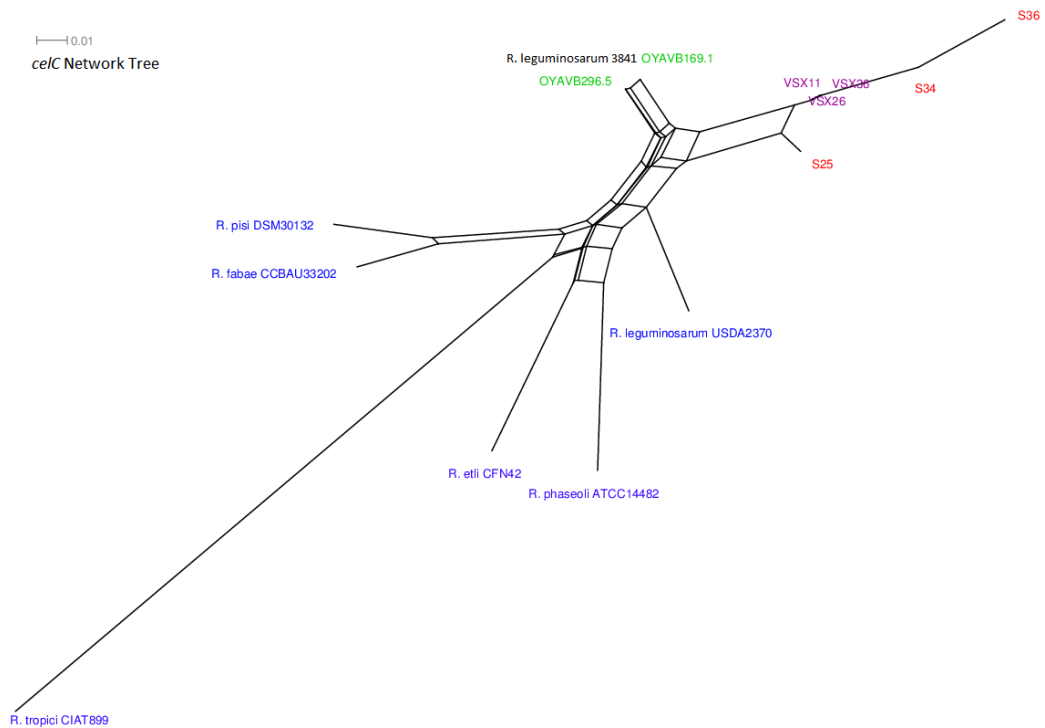 S36
0.01
celC Network Tree
R. leguminosarum 3841 OYAVB169.1
OYAVB296.5
VSX11 VSX38
S34
VSX26
S25
R. pisi DSM30132
R. fabae CCBAU33202
R. leguminosarum USDA2370
R. etli CFN42
R. phaseoli ATCC14482
R. tropici CIAT899